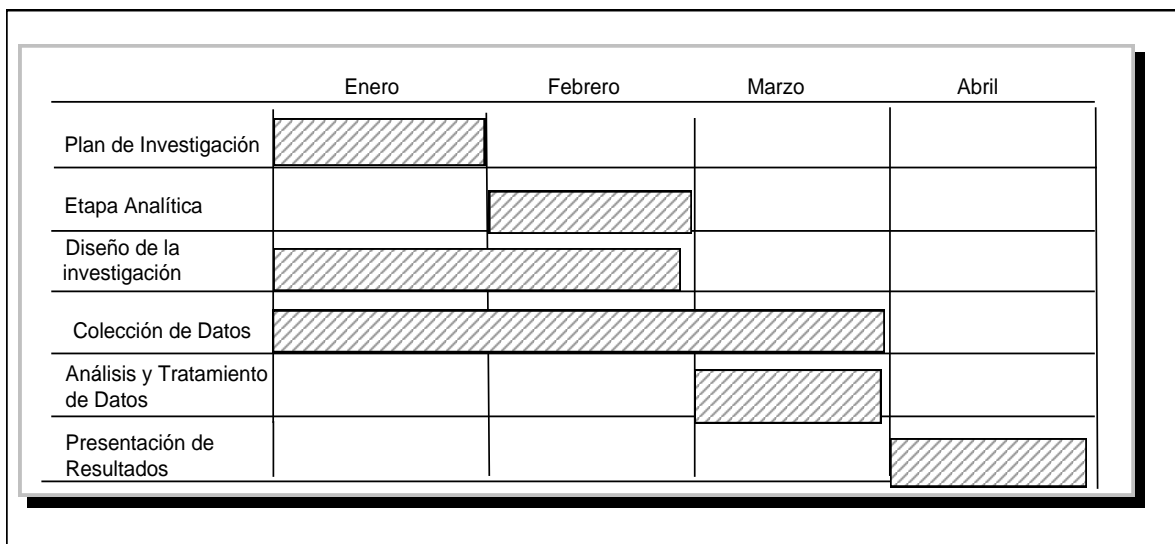 Enero Febrero Marzo Abril
Plan de Investigación
Etapa Analítica
Diseño de la
investigación
Colección de Datos
Análisis y Tratamiento
de Datos
Presentación de
Resultados